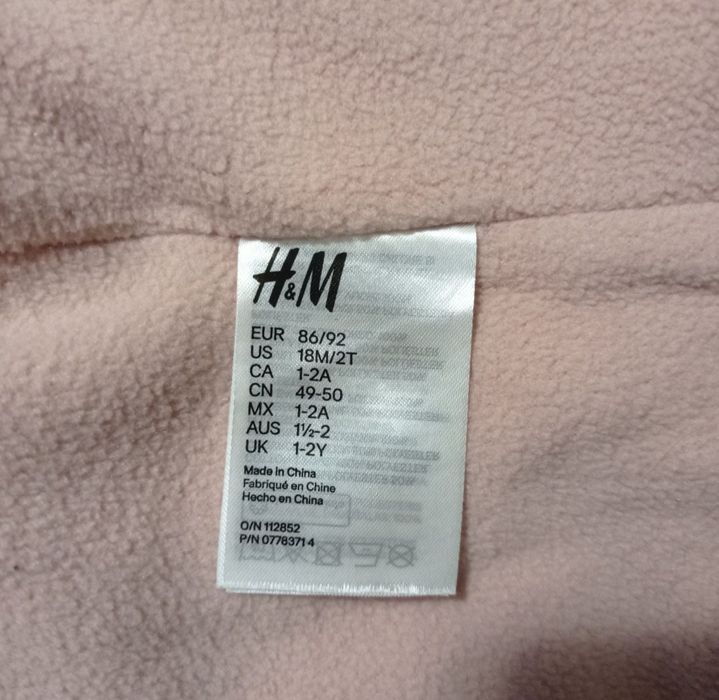 H&M
EUR 86/92
US 18M/2T
CA 1-2A
CN 49-50
MX 1-2A
AUS 1½-2
UK 1-2Y
Made in China
Fabriqué en Chine
Hecho en China
O/N 112852
P/N 0778371 4